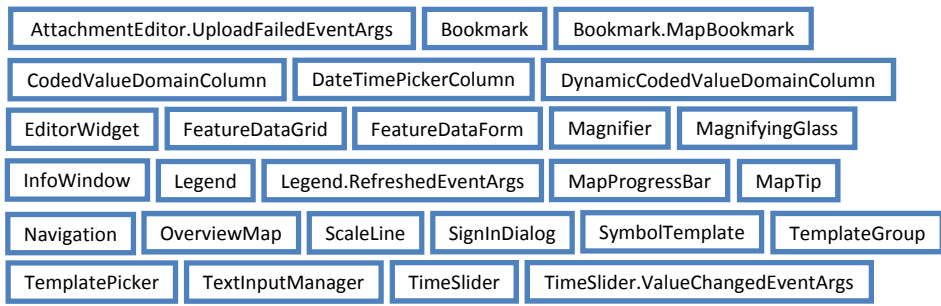 AttachmentEditor.UploadFailedEventArgs Bookmark Bookmark.MapBookmark
CodedValueDomainColumn DateTimePickerColumn DynamicCodedValueDomainColumn
EditorWidget FeatureDataGrid FeatureDataForm Magnifier MagnifyingGlass
InfoWindow Legend Legend.RefreshedEventArgs MapProgressBar MapTip
Navigation OverviewMap ScaleLine SignInDialog SymbolTemplate TemplateGroup
TemplatePicker TextInputManager TimeSlider TimeSlider.ValueChangedEventArgs